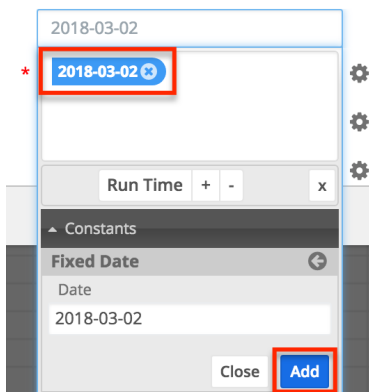 2018-03-02
* 2018-03-02 x
Run Time + - x
Constants
Fixed Date
Date
2018-03-02
Close Add